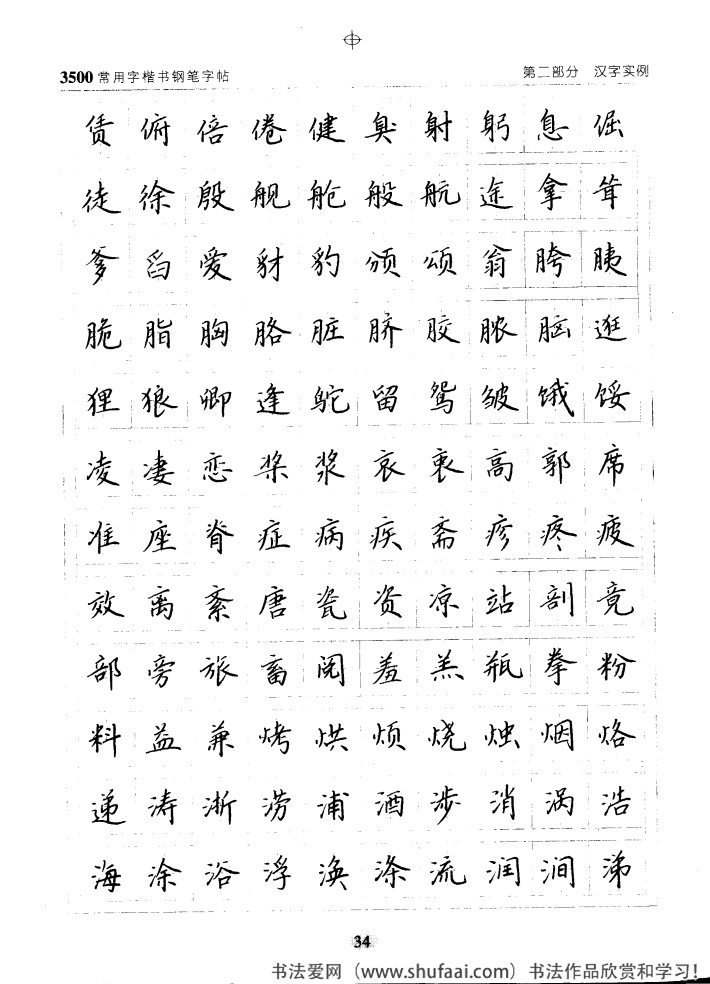 3500常用字楷书钢笔字帖 第二部分 汉字实例
赁俯倍倦健臭射躬息倔
徒徐殷舰舱般航途拿耸
爹舀爱豺豹颁颂翁胯胰
脆脂胸胳脏脐胶脓脑逛
狸狼卿逢鸵留鸳皱饿馁
凌凄恋桨浆衰衷高郭席
准座脊症病疾斋疹疼疲
效离紊唐瓷资凉站剖竞
部旁旅畜阅羞羔瓶拳粉
料益兼烤烘烦烧烛烟烙
递涛浙涝浦酒涉消涡浩
海涂浴浮涣涤流润涧涕
34
书法爱网（www.shufaai.com）书法作品欣赏和学习！